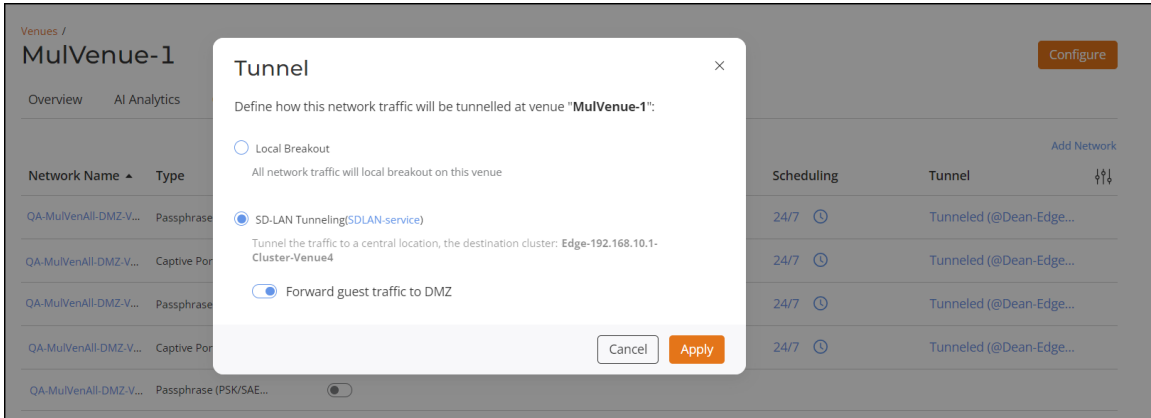 Venues /
MulVenue-1
Configure
Overview AI Analytics
Tunnel
Define how this network traffic will be tunnelled at venue "MulVenue-1":
Local Breakout
All network traffic will local breakout on this venue
SD-LAN Tunneling(SDLAN-service)
Tunnel the traffic to a central location, the destination cluster: Edge-192.168.10.1-
Cluster-Venue4
Forward guest traffic to DMZ
Cancel Apply
Add Network
Network Name Type Scheduling Tunnel
QA-MulVenAll-DMZ-V... Passphrase 24/7 Tunneled (@Dean-Edge...
QA-MulVenAll-DMZ-V... Captive Por 24/7 Tunneled (@Dean-Edge...
QA-MulVenAll-DMZ-V... Passphrase 24/7 Tunneled (@Dean-Edge...
QA-MulVenAll-DMZ-V... Captive Por 24/7 Tunneled (@Dean-Edge...
QA-MulVenAll-DMZ-V... Passphrase (PSK/SAE...